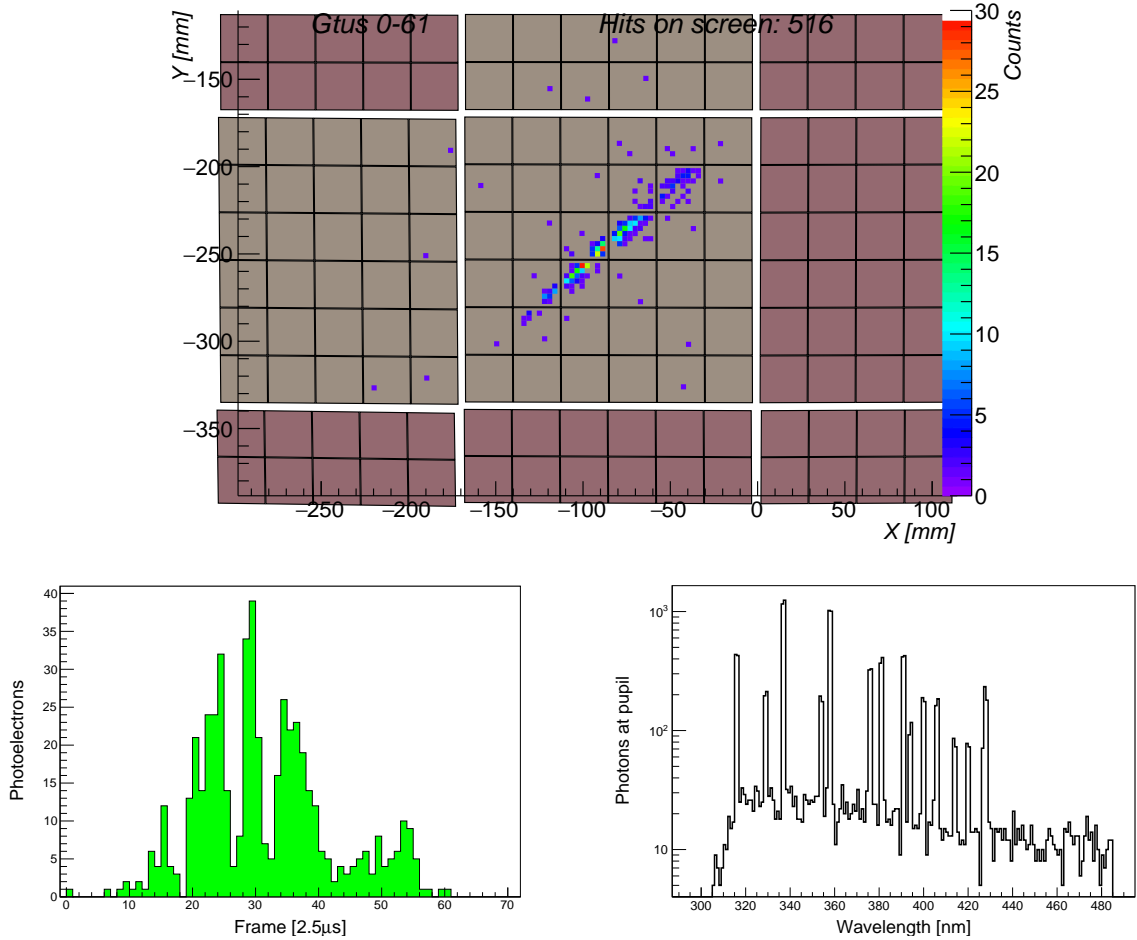 Gtus 0-61 Hits on screen: 516
Y [mm]
−150
−200
−250
−300
−350
−250 −200 −150 −100 −50 0 50 100
X [mm]
Counts
30
25
20
15
10
5
0
Photoelectrons
40
35
30
25
20
15
10
5
0
0 10 20 30 40 50 60 70
Frame [2.5μs]
Photons at pupil
10³
10²
10
300 320 340 360 380 400 420 440 460 480
Wavelength [nm]